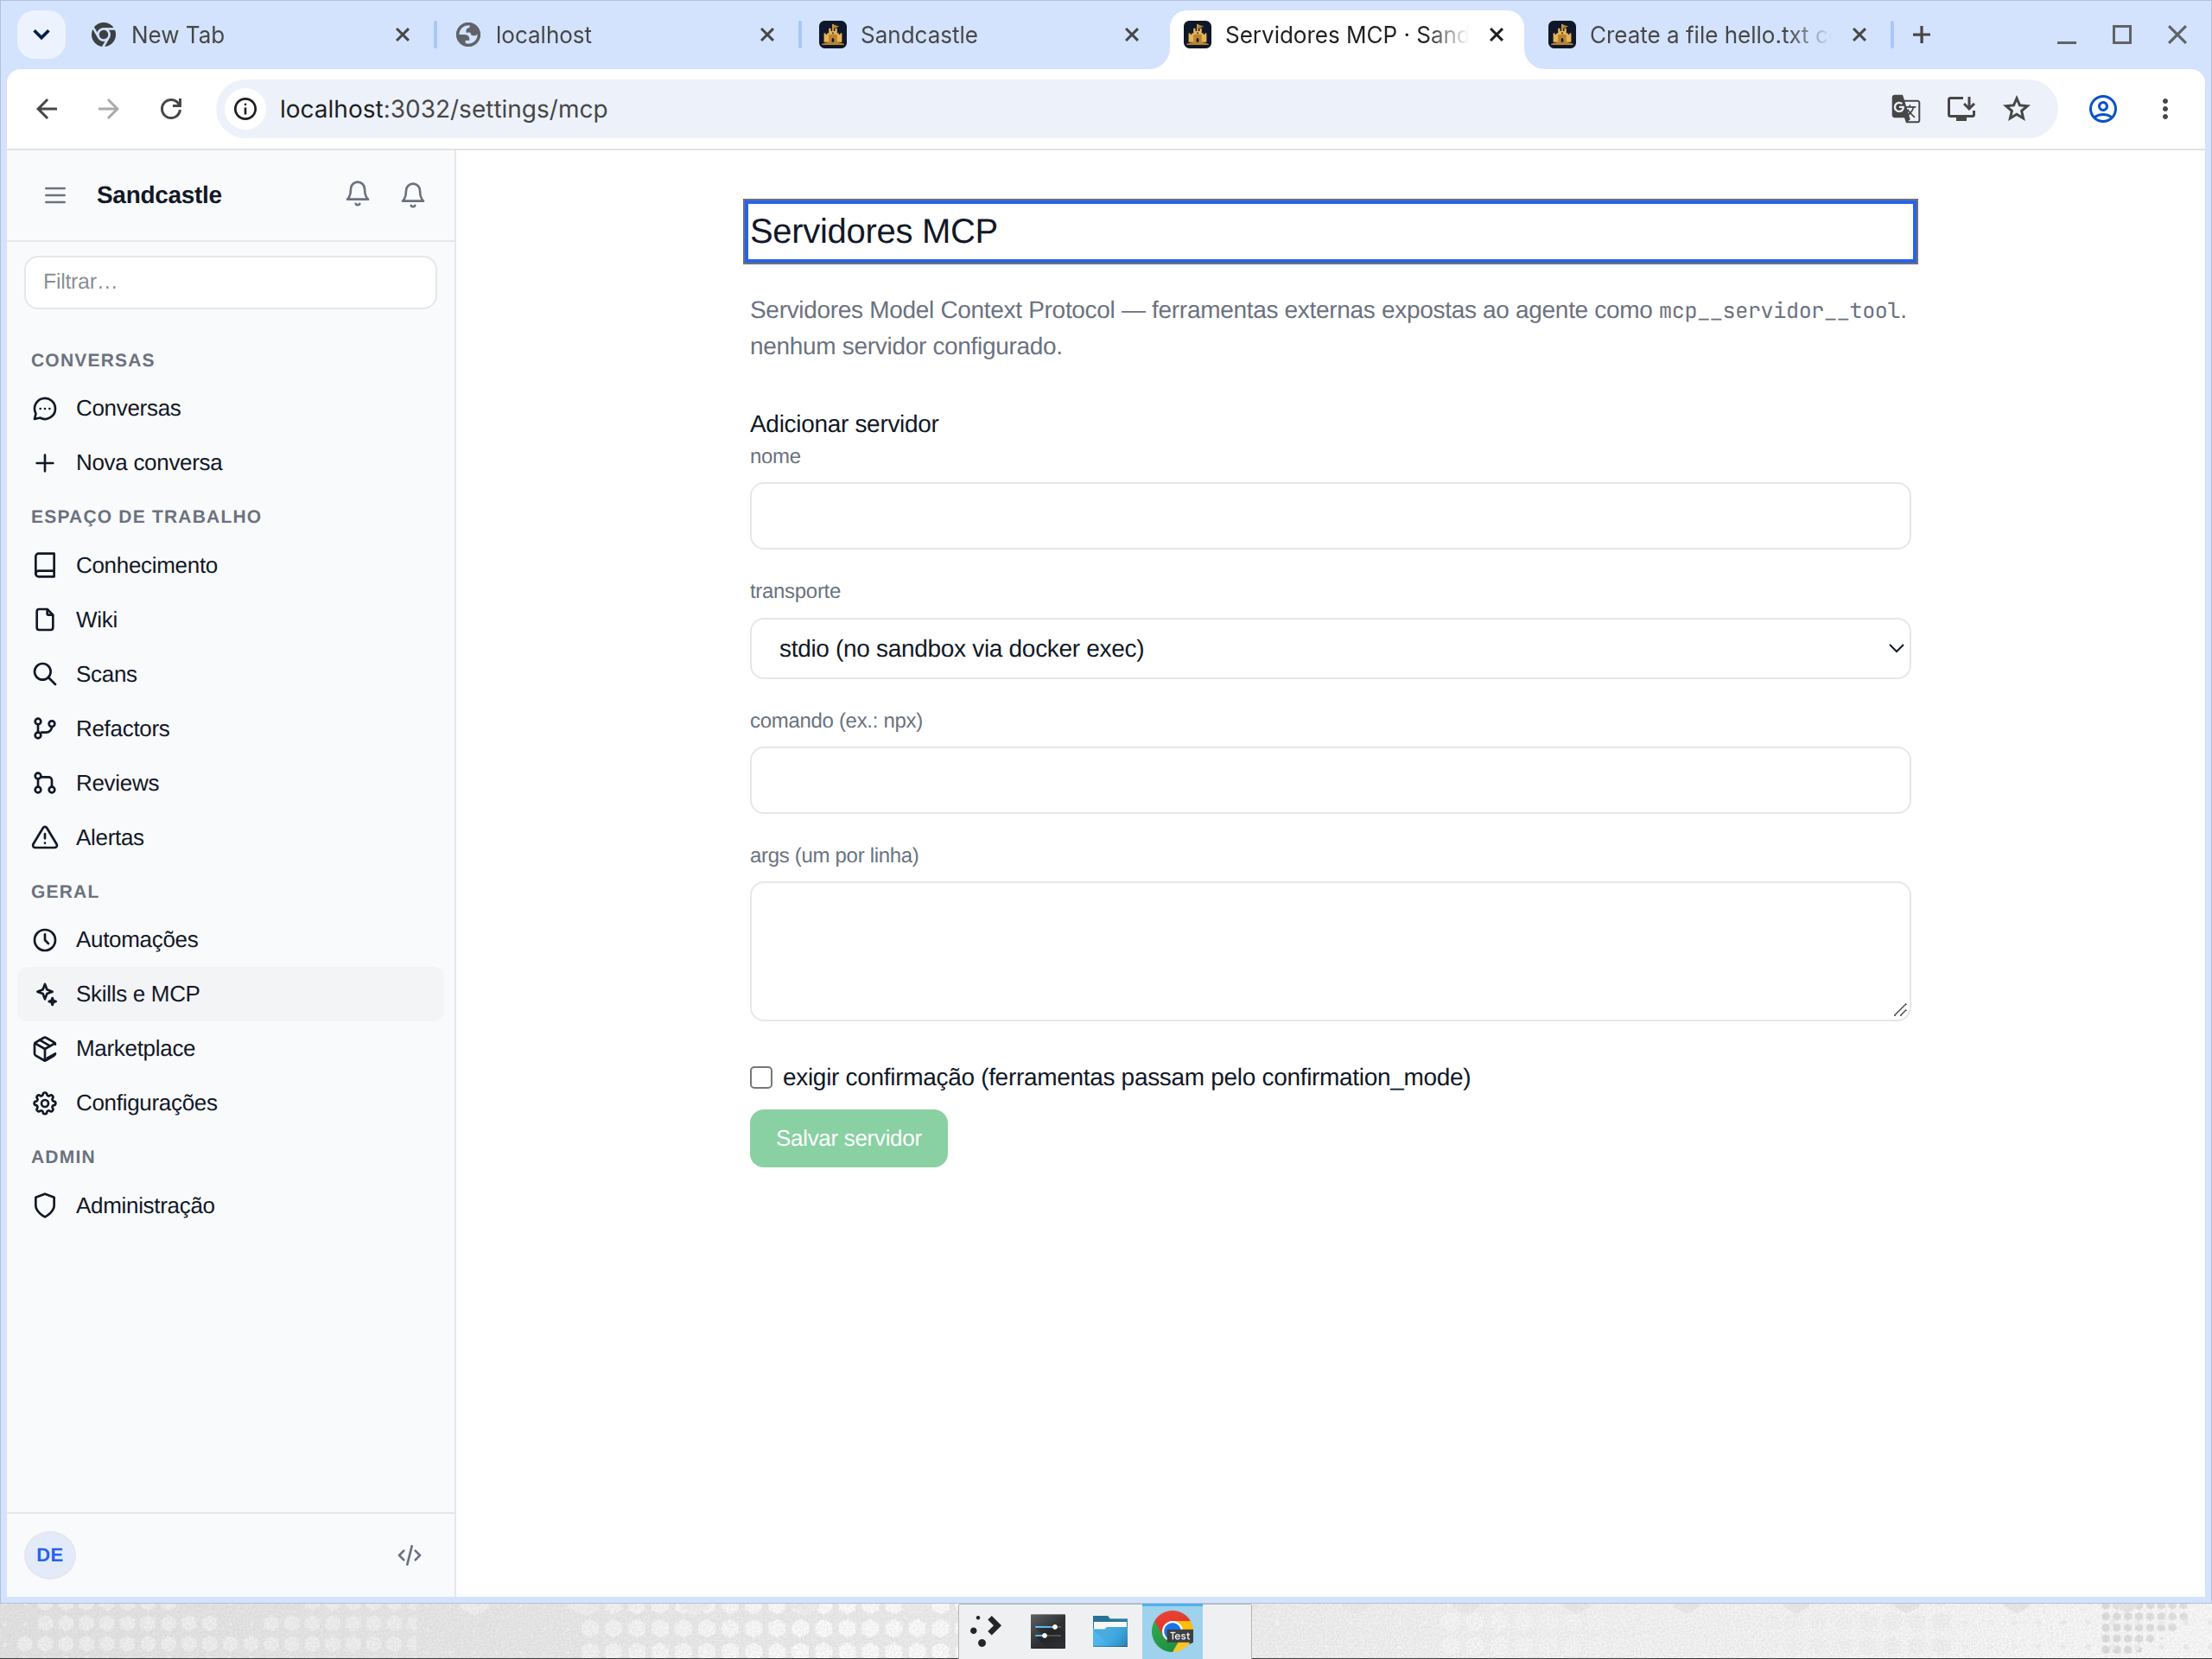 New Tab
localhost
Sandcastle
Servidores MCP · Sand
Create a file hello.txt c
localhost:3032/settings/mcp
Sandcastle
Filtrar…
CONVERSAS
Conversas
Nova conversa
ESPAÇO DE TRABALHO
Conhecimento
Wiki
Scans
Refactors
Reviews
Alertas
GERAL
Automações
Skills e MCP
Marketplace
Configurações
ADMIN
Administração
DE
Servidores MCP
Servidores Model Context Protocol — ferramentas externas expostas ao agente como mcp__servidor__tool.
nenhum servidor configurado.
Adicionar servidor
nome
transporte
stdio (no sandbox via docker exec)
comando (ex.: npx)
args (um por linha)
exigir confirmação (ferramentas passam pelo confirmation_mode)
Salvar servidor
Test